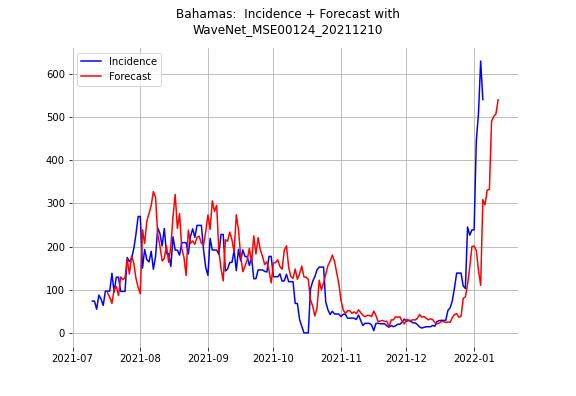 Bahamas:  Incidence + Forecast with
WaveNet_MSE00124_20211210
Incidence
Forecast
600
500
400
300
200
100
0
2021-07 2021-08 2021-09 2021-10 2021-11 2021-12 2022-01